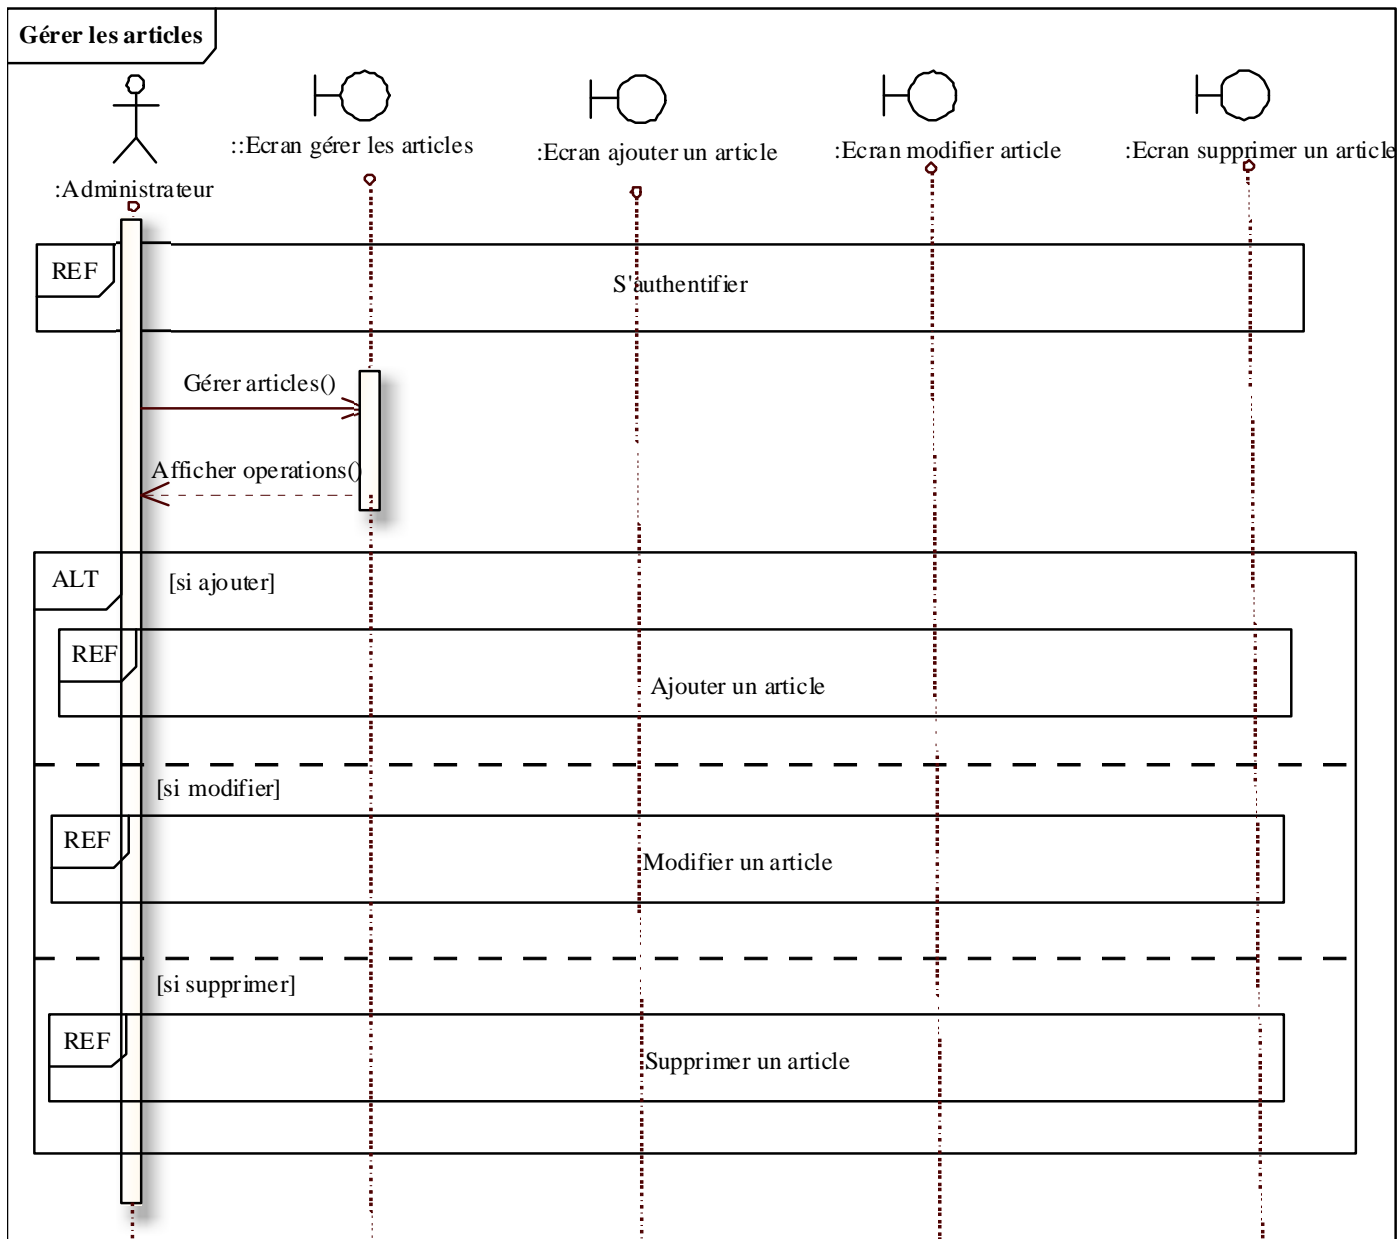 Gérer les articles
:Administrateur
::Ecran gérer les articles
:Ecran ajouter un article
:Ecran modifier article
:Ecran supprimer un article
REF
S'authentifier
Gérer articles()
Afficher operations()
ALT
[si ajouter]
REF
Ajouter un article
[si modifier]
REF
Modifier un article
[si supprimer]
REF
Supprimer un article